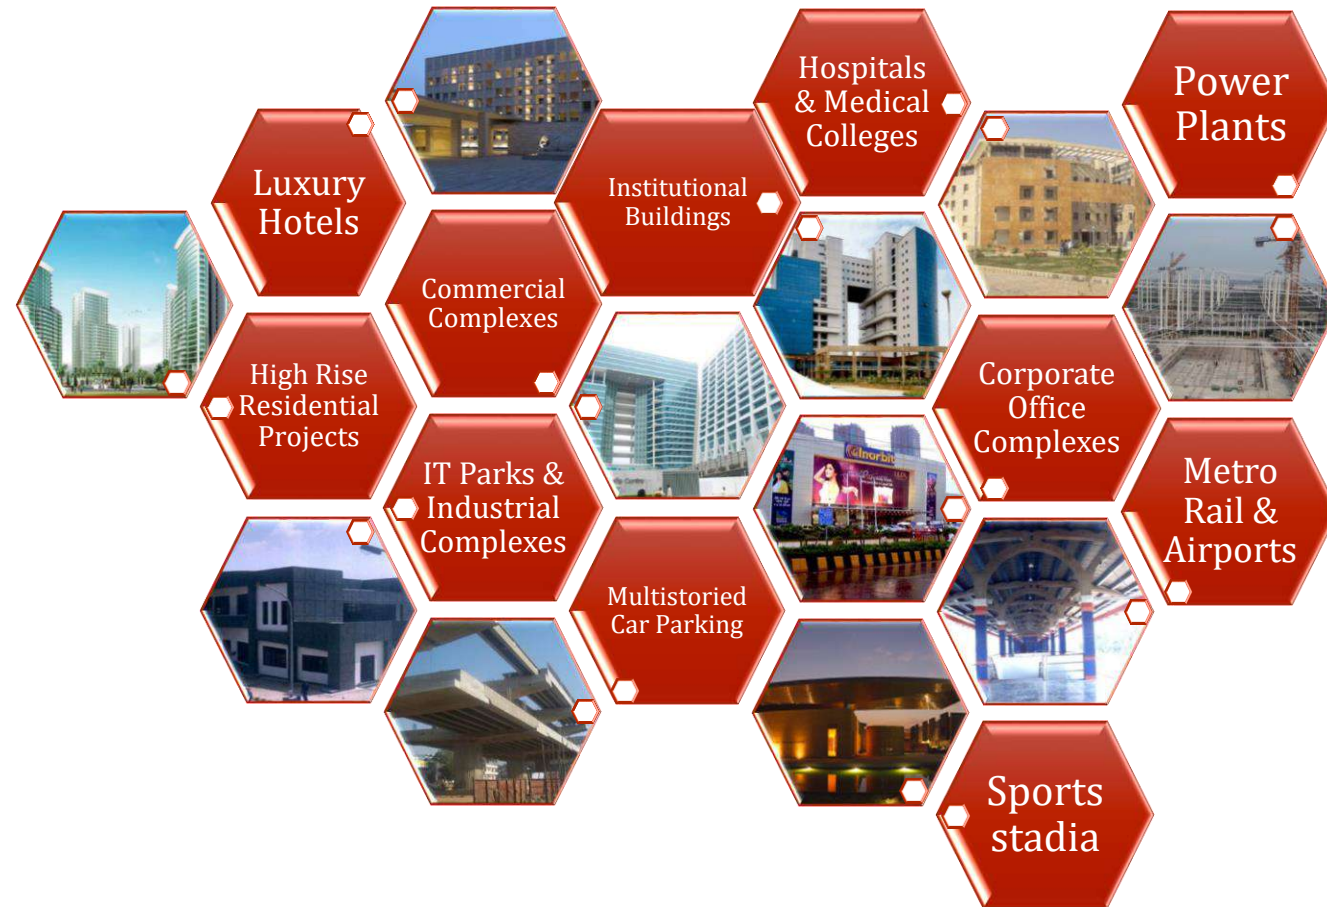 Luxury
Hotels
High Rise
Residential
Projects
Commercial
Complexes
IT Parks &
Industrial
Complexes
Institutional
Buildings
Multistoried
Car Parking
Hospitals
& Medical
Colleges
inorbit
Corporate
Office
Complexes
Sports
stadia
Power
Plants
Metro
Rail &
Airports